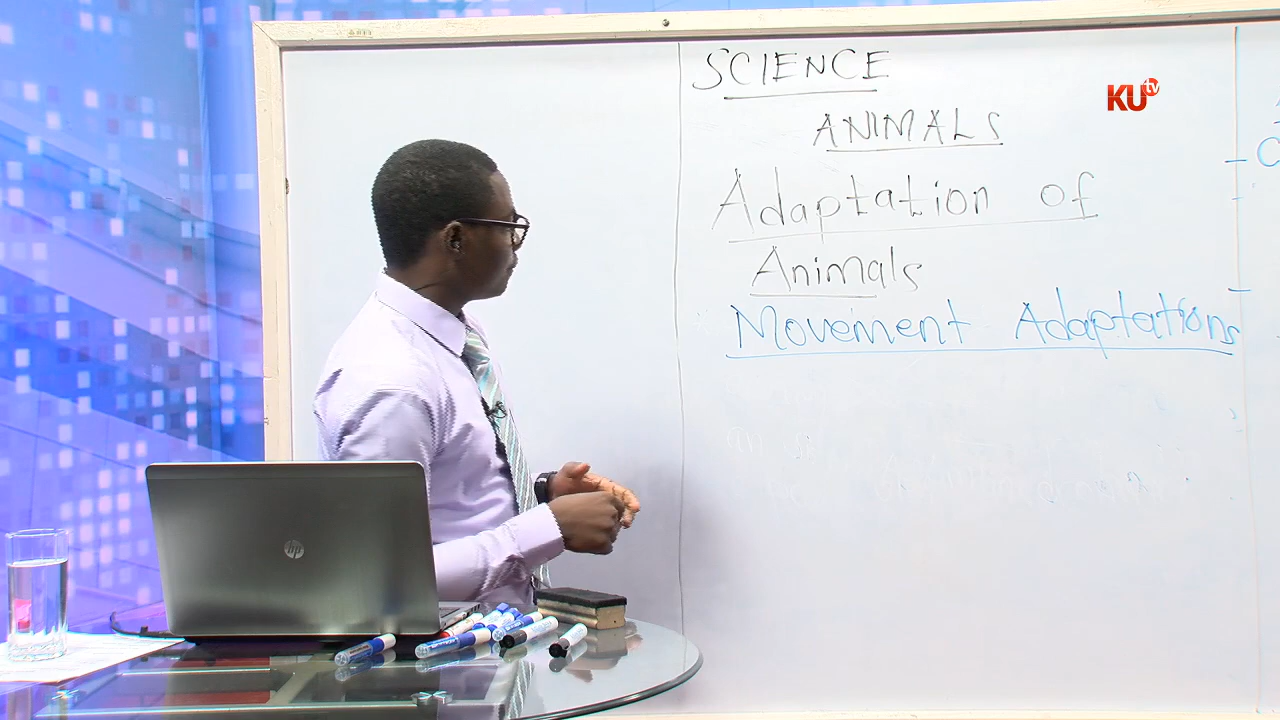 SCIENCE
ANIMALS
Adaptation of
Animals
Movement Adaptations
KU tv
hp